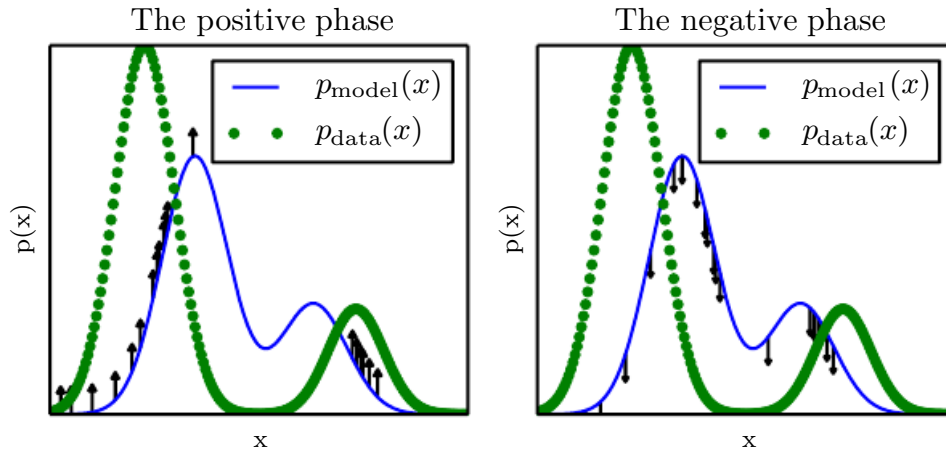 The positive phase
p_model(x)
p_data(x)
p(x)
x
The negative phase
p_model(x)
p_data(x)
p(x)
x